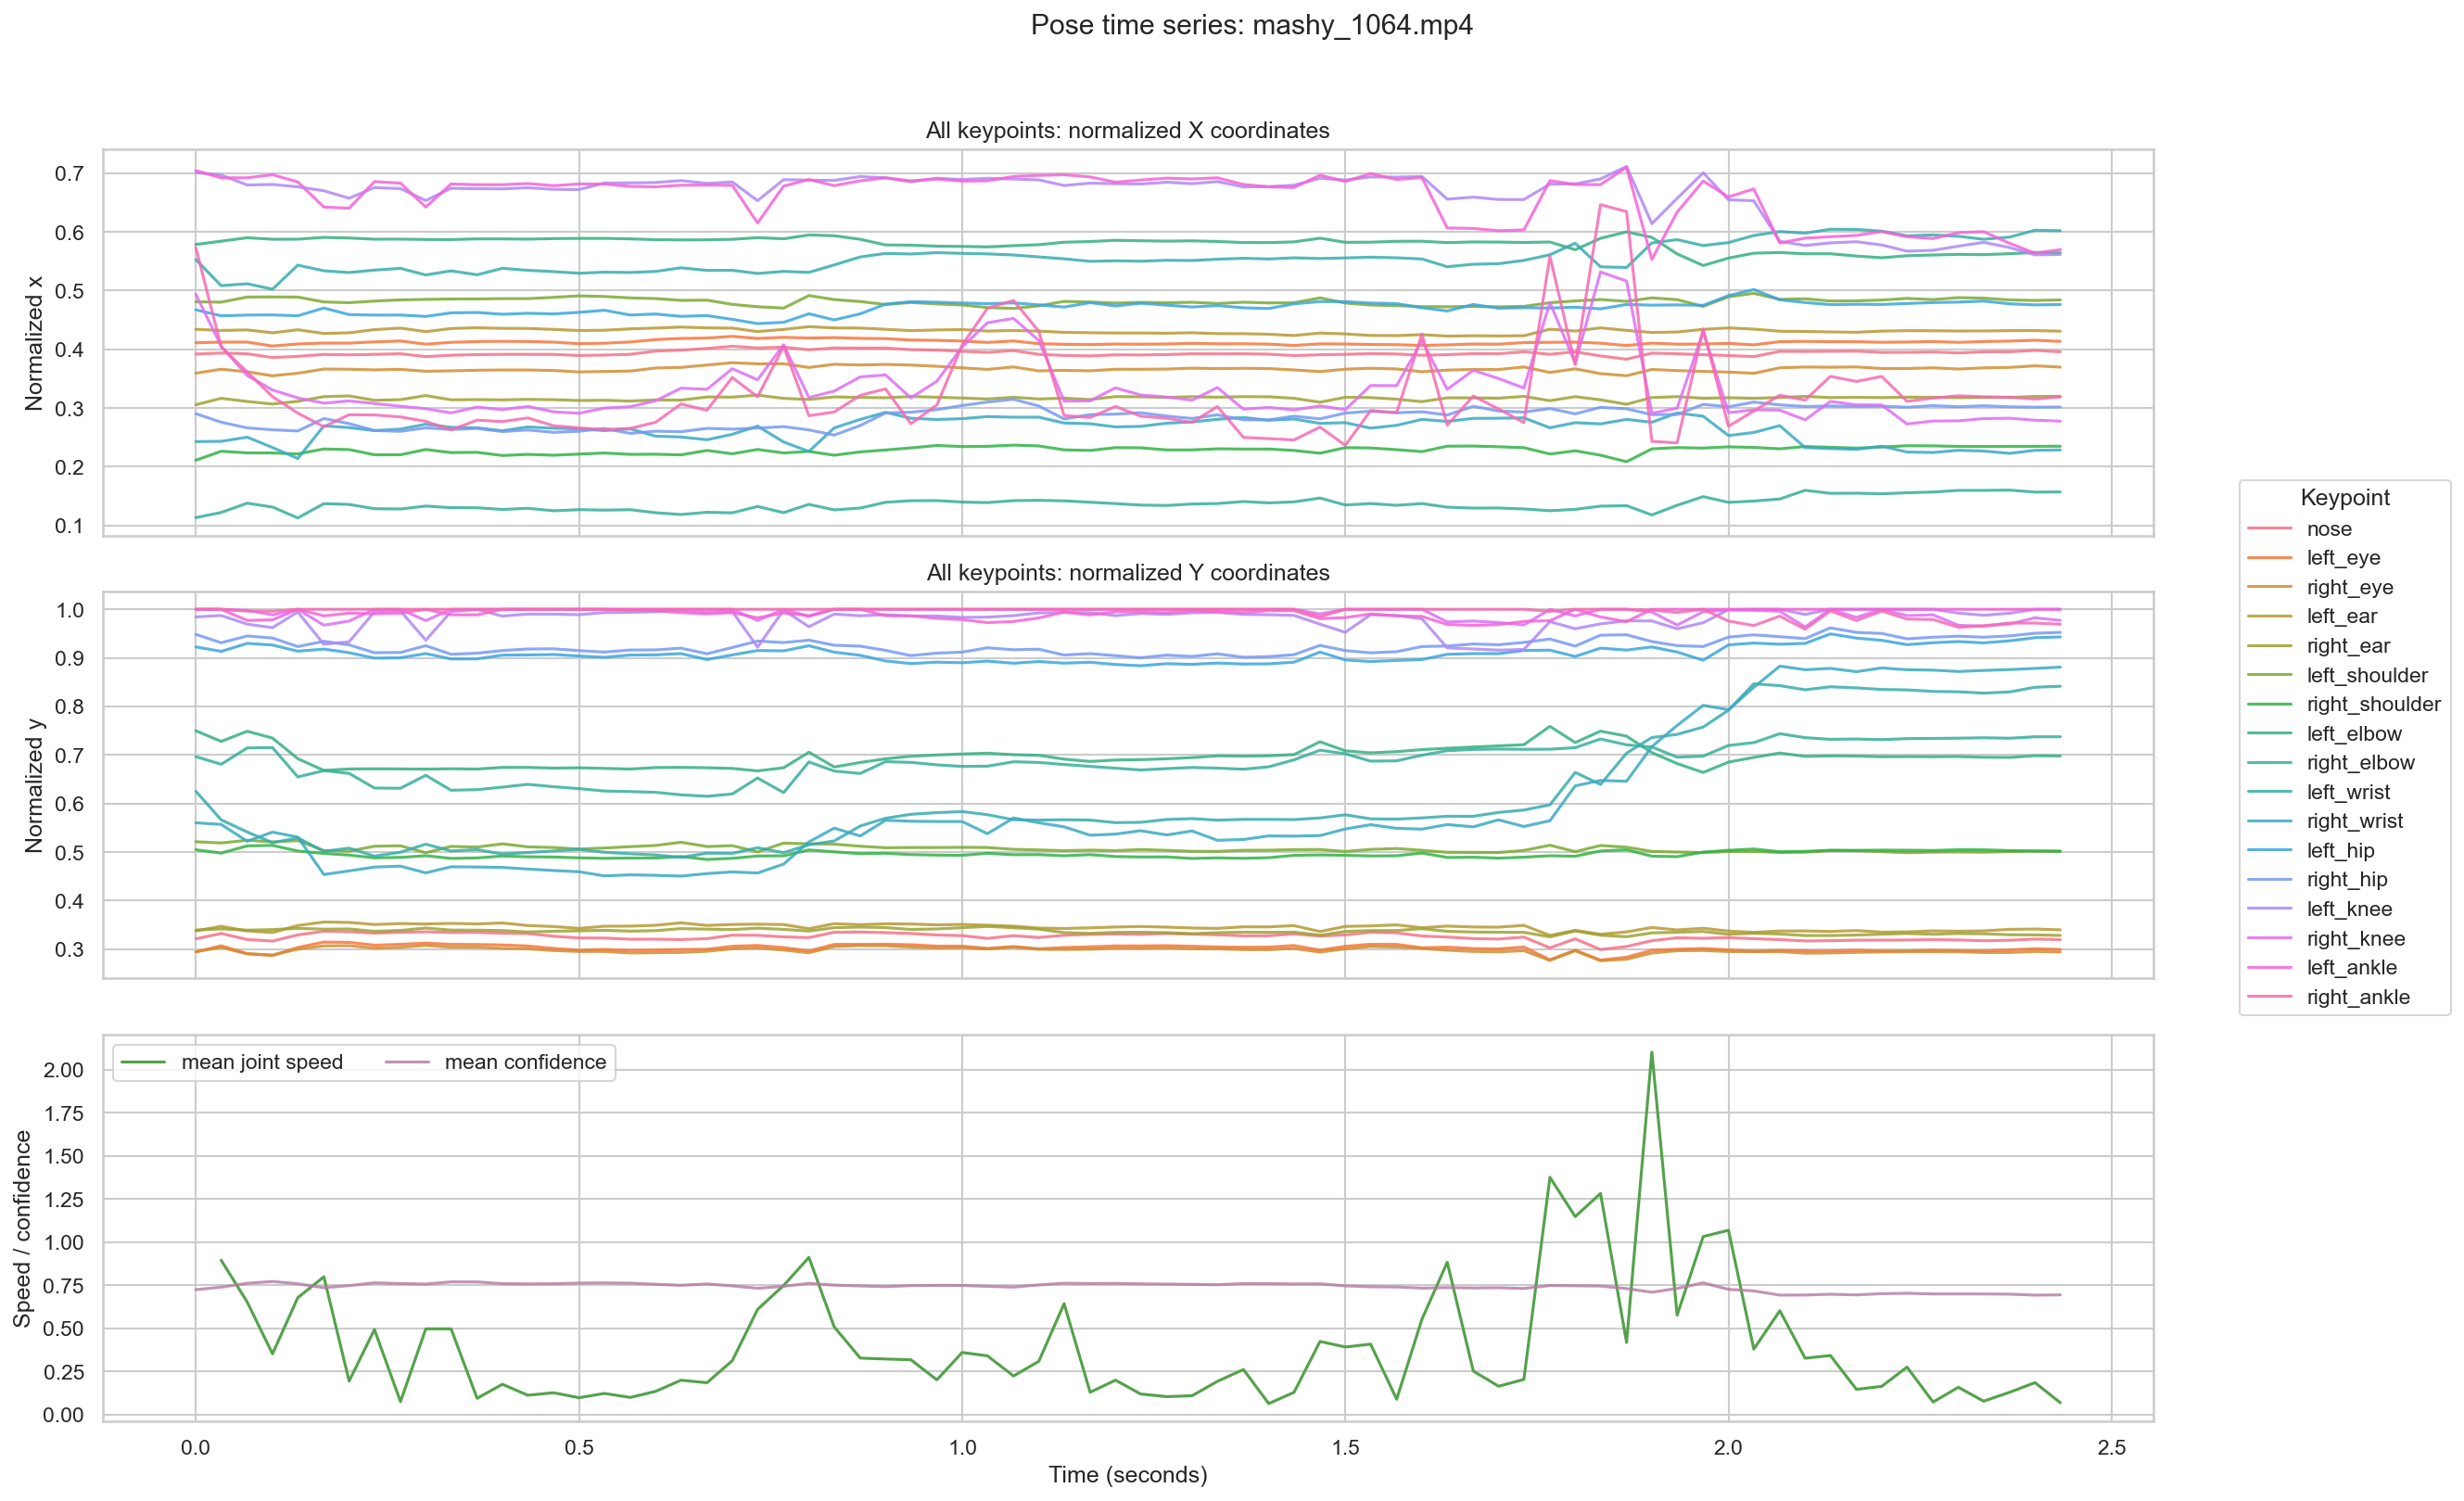 Pose time series: mashy_1064.mp4
All keypoints: normalized X coordinates
Normalized x
0.7
0.6
0.5
0.4
0.3
0.2
0.1
All keypoints: normalized Y coordinates
Normalized y
1.0
0.9
0.8
0.7
0.6
0.5
0.4
0.3
Keypoint
nose
left_eye
right_eye
left_ear
right_ear
left_shoulder
right_shoulder
left_elbow
right_elbow
left_wrist
right_wrist
left_hip
right_hip
left_knee
right_knee
left_ankle
right_ankle
mean joint speed mean confidence
Speed / confidence
2.00
1.75
1.50
1.25
1.00
0.75
0.50
0.25
0.00
0.0 0.5 1.0 1.5 2.0 2.5
Time (seconds)